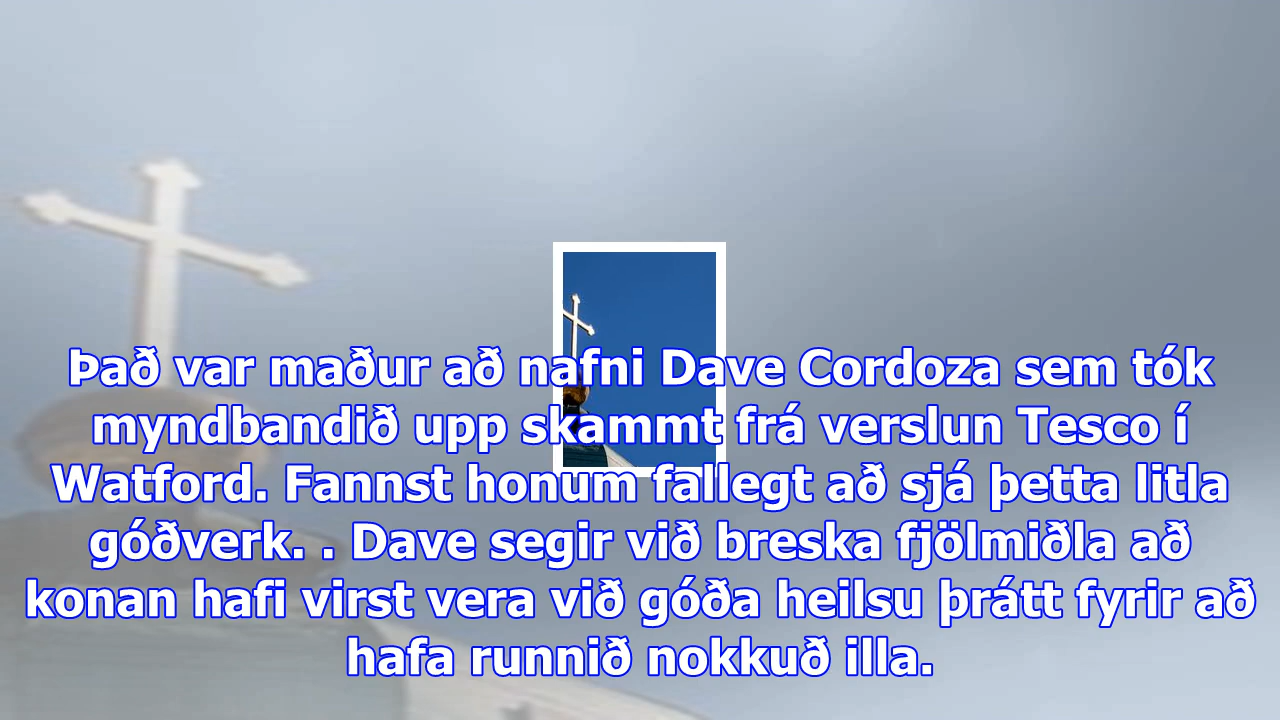 Það var maður að nafni Dave Cordoza sem tók
myndbandið upp skammt frá verslun Tesco í
Watford. Fannst honum fallegt að sjá þetta litla
góðverk. . Dave segir við breska fjölmiðla að
konan hafi virst vera við góða heilsu þrátt fyrir að
hafa runnið nokkuð illa.